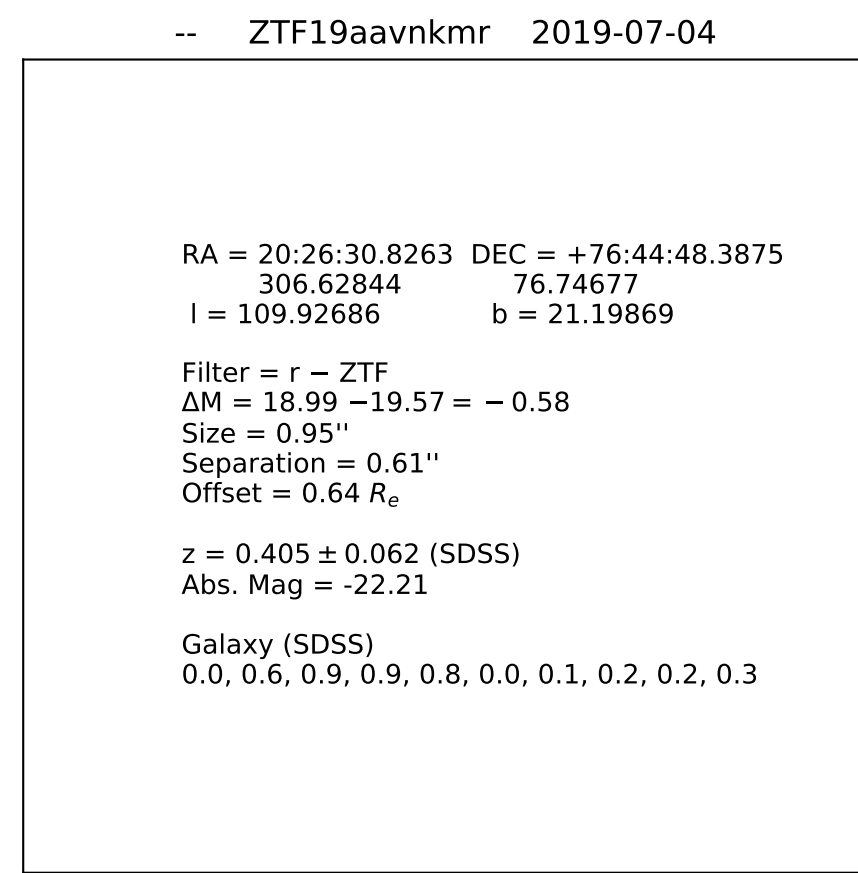 --      ZTF19aavnkmr    2019-07-04
RA = 20:26:30.8263  DEC = +76:44:48.3875
306.62844    76.74677
l = 109.92686    b = 21.19869
Filter = r − ZTF
ΔM = 18.99 −19.57 = − 0.58
Size = 0.95''
Separation = 0.61''
Offset = 0.64 Rₑ
z = 0.405 ± 0.062 (SDSS)
Abs. Mag = -22.21
Galaxy (SDSS)
0.0, 0.6, 0.9, 0.9, 0.8, 0.0, 0.1, 0.2, 0.2, 0.3